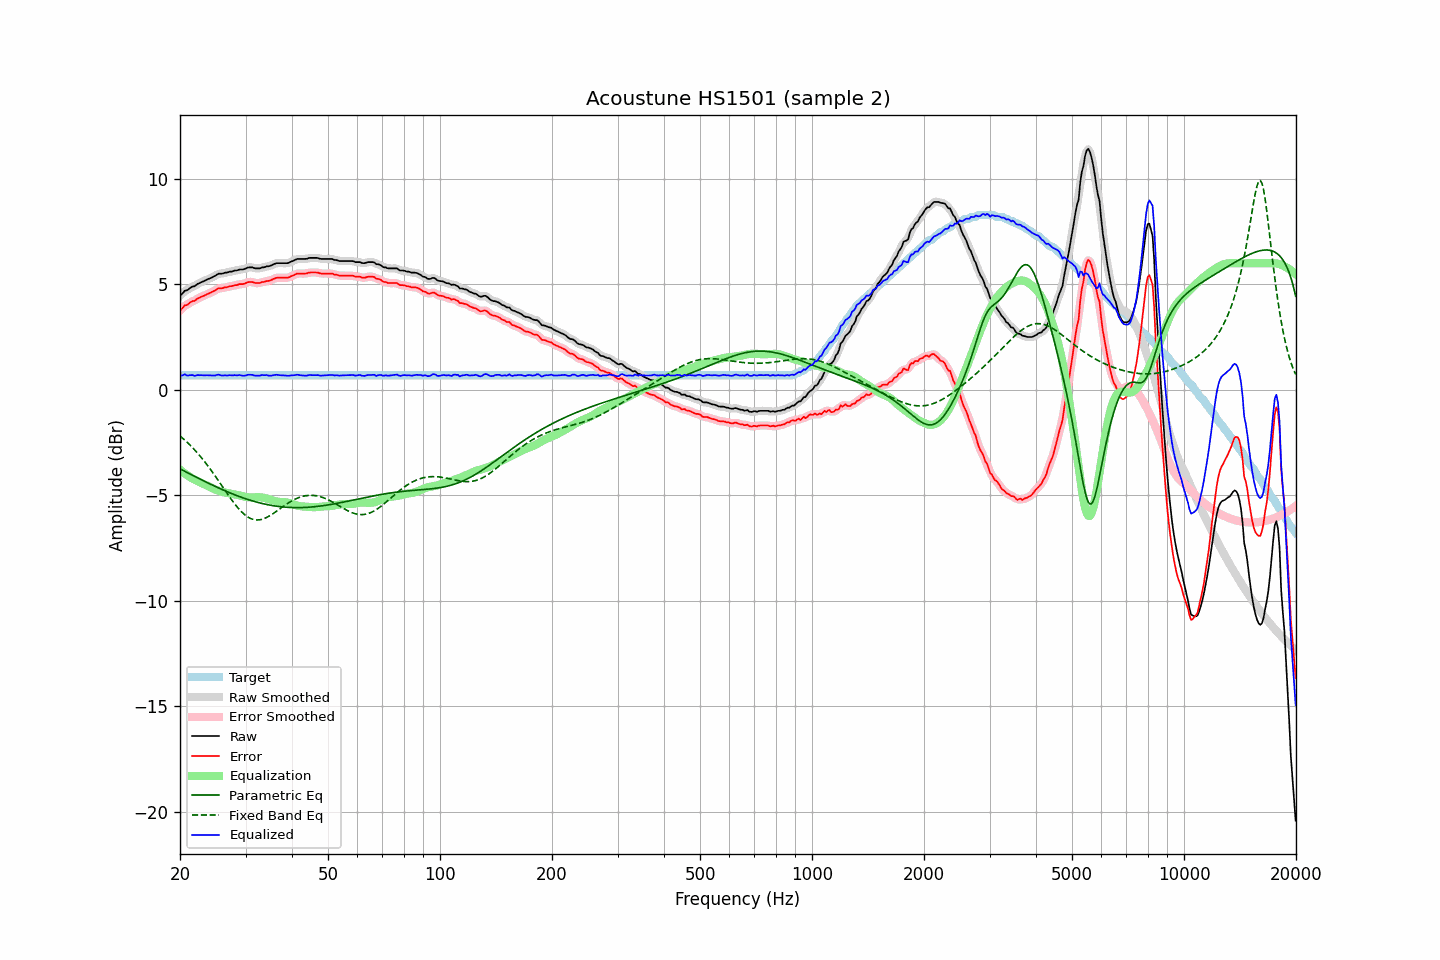 Acoustune HS1501 (sample 2)
10
5
0
−5
−10
−15
−20
Amplitude (dBr)
Target
Raw Smoothed
Error Smoothed
Raw
Error
Equalization
Parametric Eq
Fixed Band Eq
Equalized
20 50 100 200 500 1000 2000 5000 10000 20000
Frequency (Hz)